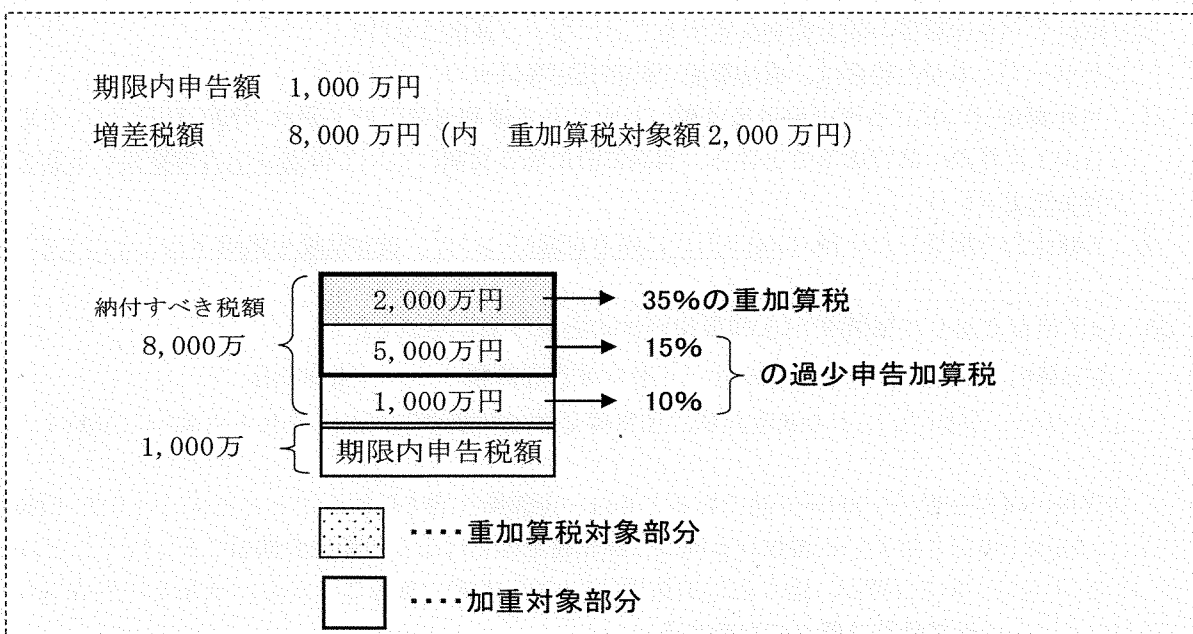 期限内申告額 1,000 万円
増差税額 8,000 万円（内 重加算税対象額 2,000 万円）
2,000万円 35%の重加算税
納付すべき税額
8,000万 5,000万円 15%
の過少申告加算税
1,000万円 10%
1,000万 期限内申告税額
‥‥重加算税対象部分
‥‥加重対象部分